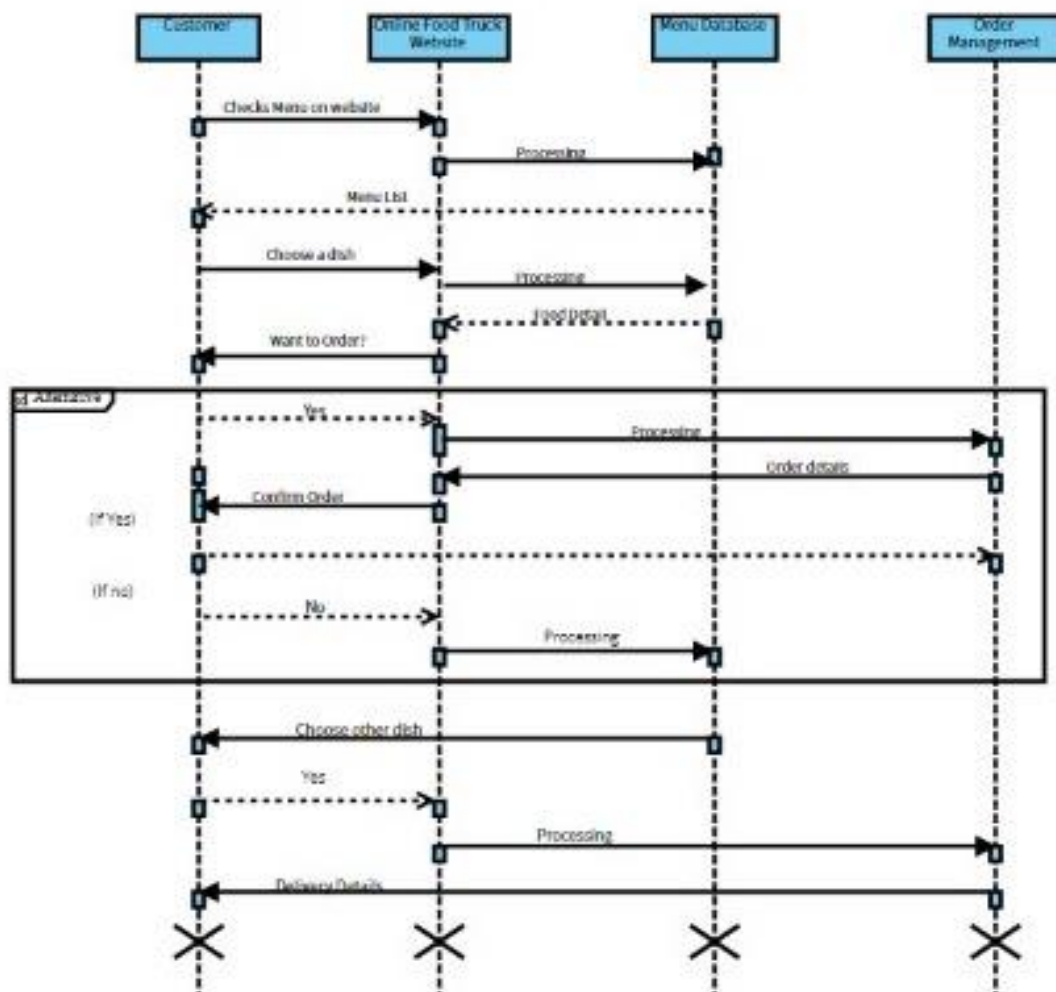 Customer
Online Food Truck
Website
Menu Database
Order
Management
Checks Menu on website
Processing
Menu List
Choose a dish
Processing
Food Detail
Want to Order?
Alternative
Yes
Processing
Order details
Confirm Order
(If Yes)
(If no)
No
Processing
Choose other dish
Yes
Processing
Delivery Details